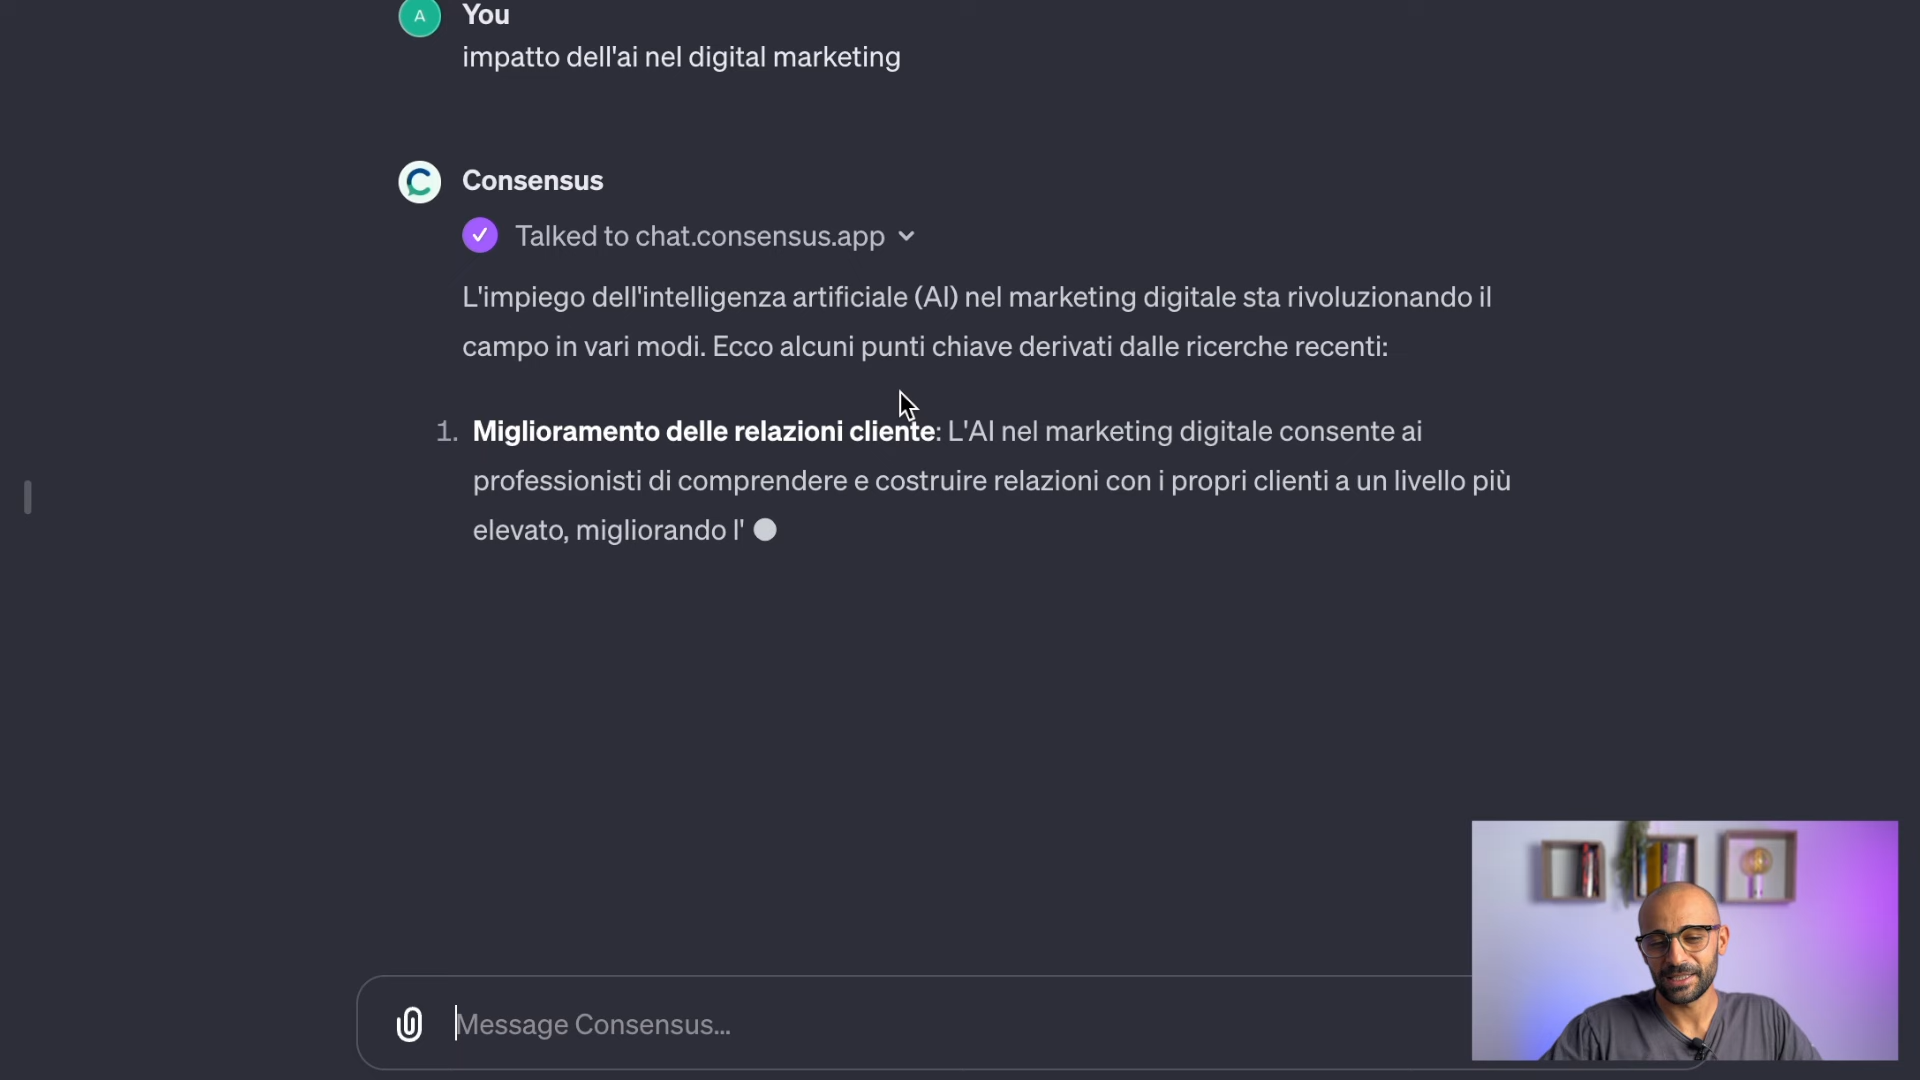 A
You
impatto dell'ai nel digital marketing
Consensus
Talked to chat.consensus.app
L'impiego dell'intelligenza artificiale (AI) nel marketing digitale sta rivoluzionando il
campo in vari modi. Ecco alcuni punti chiave derivati dalle ricerche recenti:
1. Miglioramento delle relazioni cliente: L'AI nel marketing digitale consente ai
professionisti di comprendere e costruire relazioni con i propri clienti a un livello più
elevato, migliorando l'
Message Consensus...